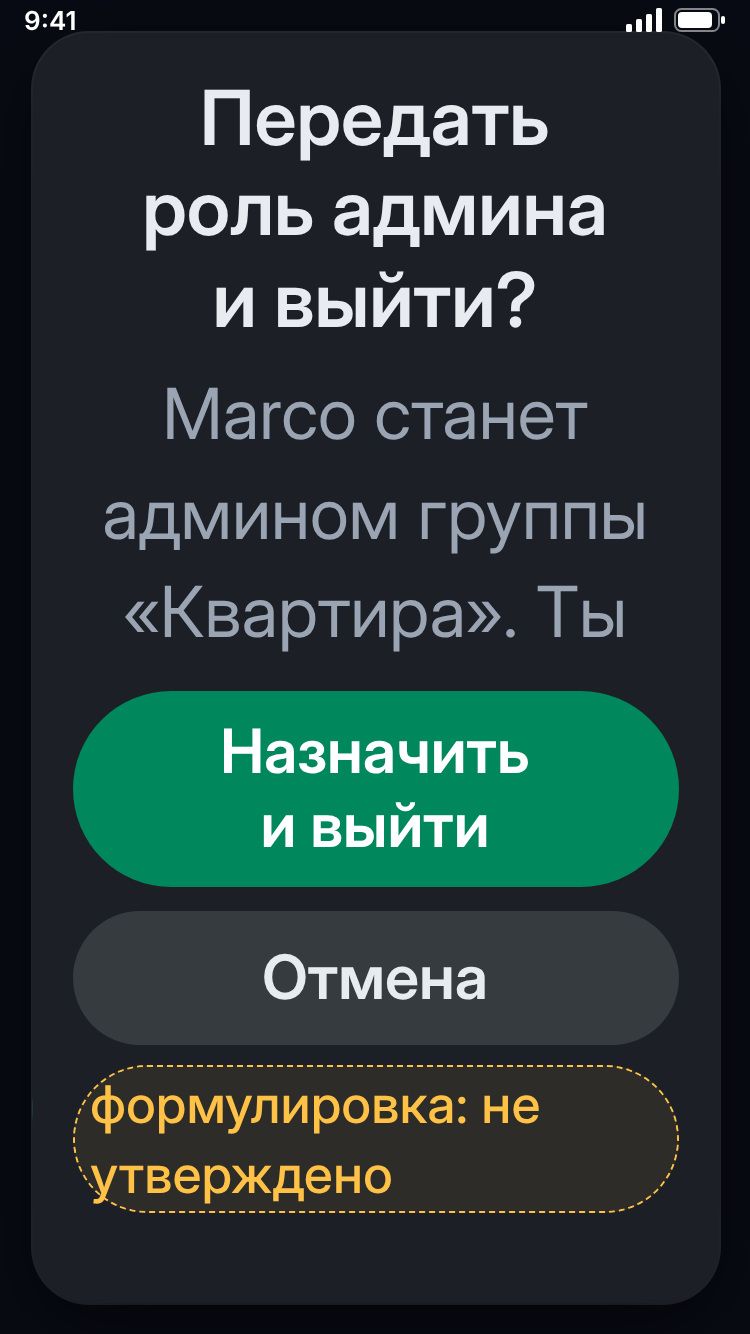 9:41
Передать
роль админа
и выйти?
Marco станет
админом группы
«Квартира». Ты
Назначить
и выйти
Отмена
формулировка: не
утверждено